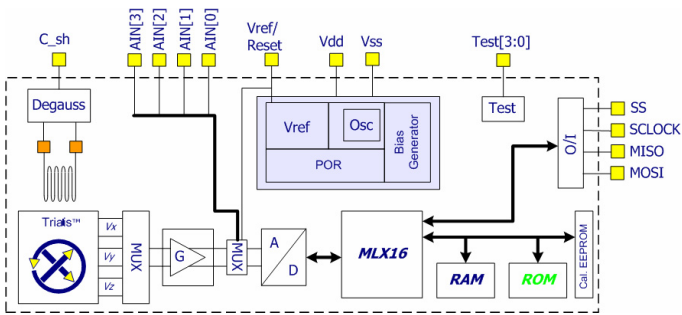 C_sh
AIN[3]
AIN[2]
AIN[1]
AIN[0]
Vref/
Reset
Vdd
Vss
Test[3:0]
Degauss
Vref
Osc
Bias
Generator
POR
Test
O/I
SS
SCLOCK
MISO
MOSI
Triaxis™
Vx
Vy
Vz
MUX
G
MUX
A
D
MLX16
RAM
ROM
Cal. EEPROM